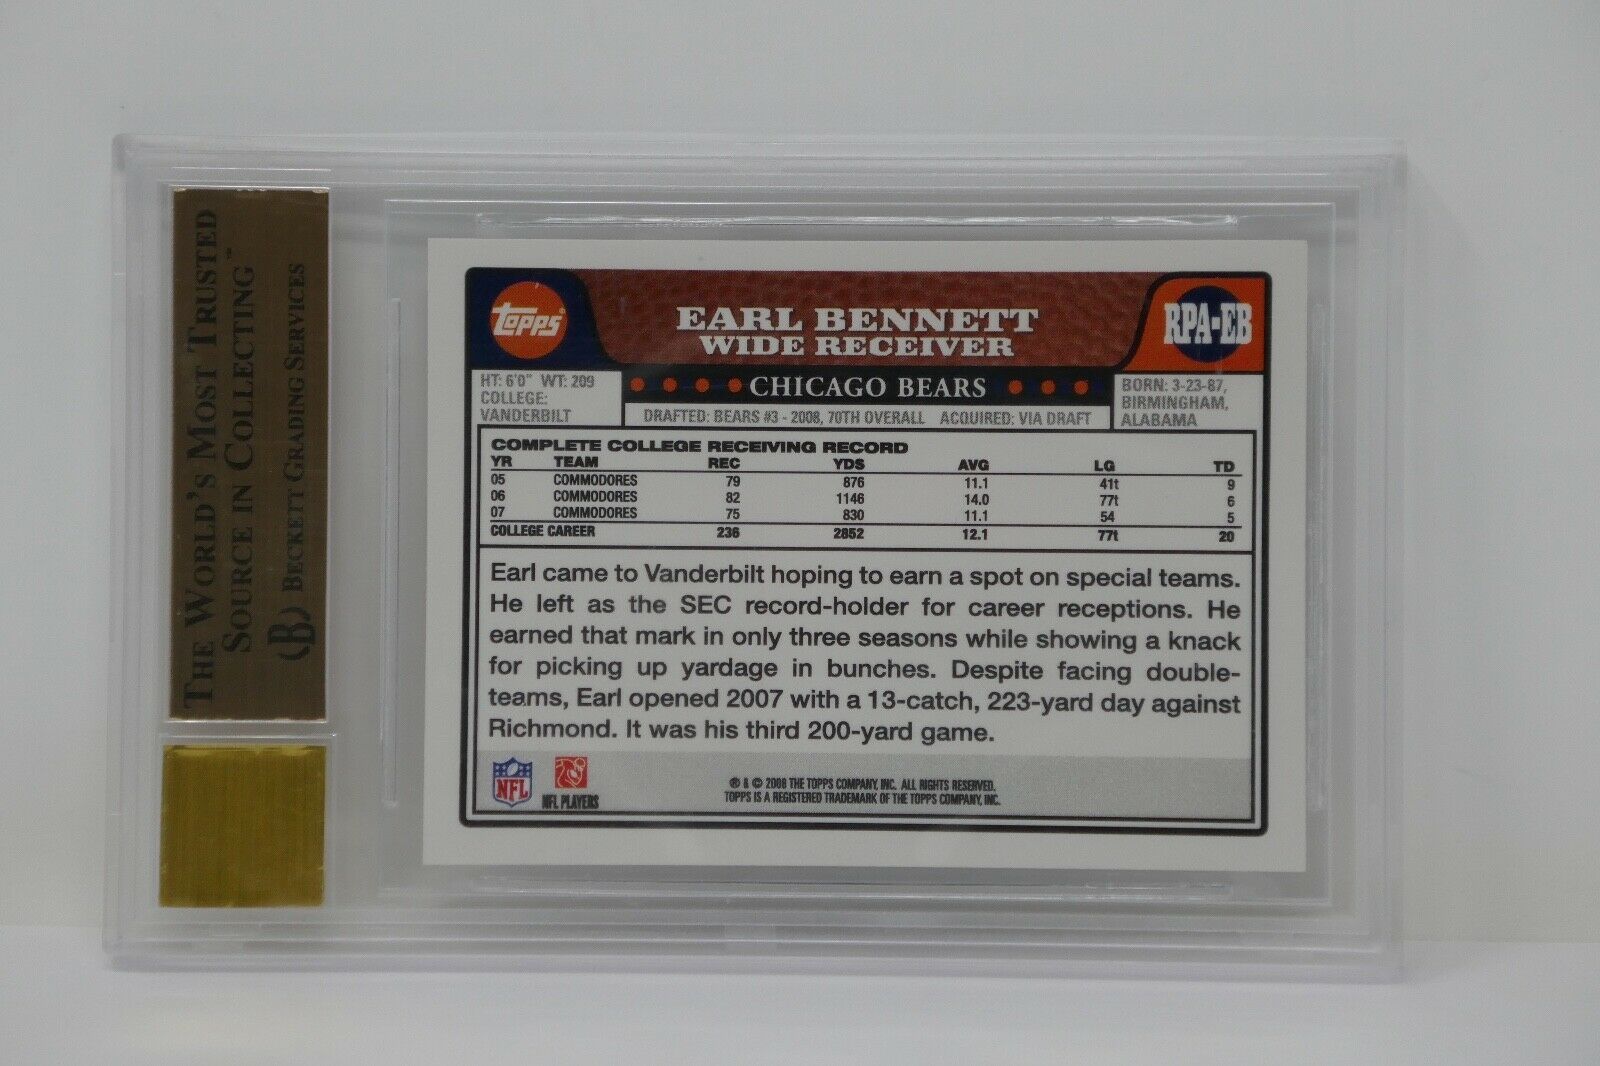 THE WORLD'S MOST TRUSTED
SOURCE IN COLLECTING™
(B) BECKETT GRADING SERVICES
Topps®
EARL BENNETT
WIDE RECEIVER
RPA-EB
HT: 6'0" WT: 209
COLLEGE:
VANDERBILT
CHICAGO BEARS
DRAFTED: BEARS #3 - 2008, 70TH OVERALL ACQUIRED: VIA DRAFT
BORN: 3-23-87,
BIRMINGHAM,
ALABAMA
COMPLETE COLLEGE RECEIVING RECORD
YR TEAM REC YDS AVG LG TD
05 COMMODORES 79 876 11.1 41t 9
06 COMMODORES 82 1146 14.0 77t 6
07 COMMODORES 75 830 11.1 54 5
COLLEGE CAREER 236 2852 12.1 77t 20
Earl came to Vanderbilt hoping to earn a spot on special teams.
He left as the SEC record-holder for career receptions. He
earned that mark in only three seasons while showing a knack
for picking up yardage in bunches. Despite facing double-
teams, Earl opened 2007 with a 13-catch, 223-yard day against
Richmond. It was his third 200-yard game.
NFL
NFL PLAYERS
® & © 2008 THE TOPPS COMPANY, INC. ALL RIGHTS RESERVED.
TOPPS IS A REGISTERED TRADEMARK OF THE TOPPS COMPANY, INC.